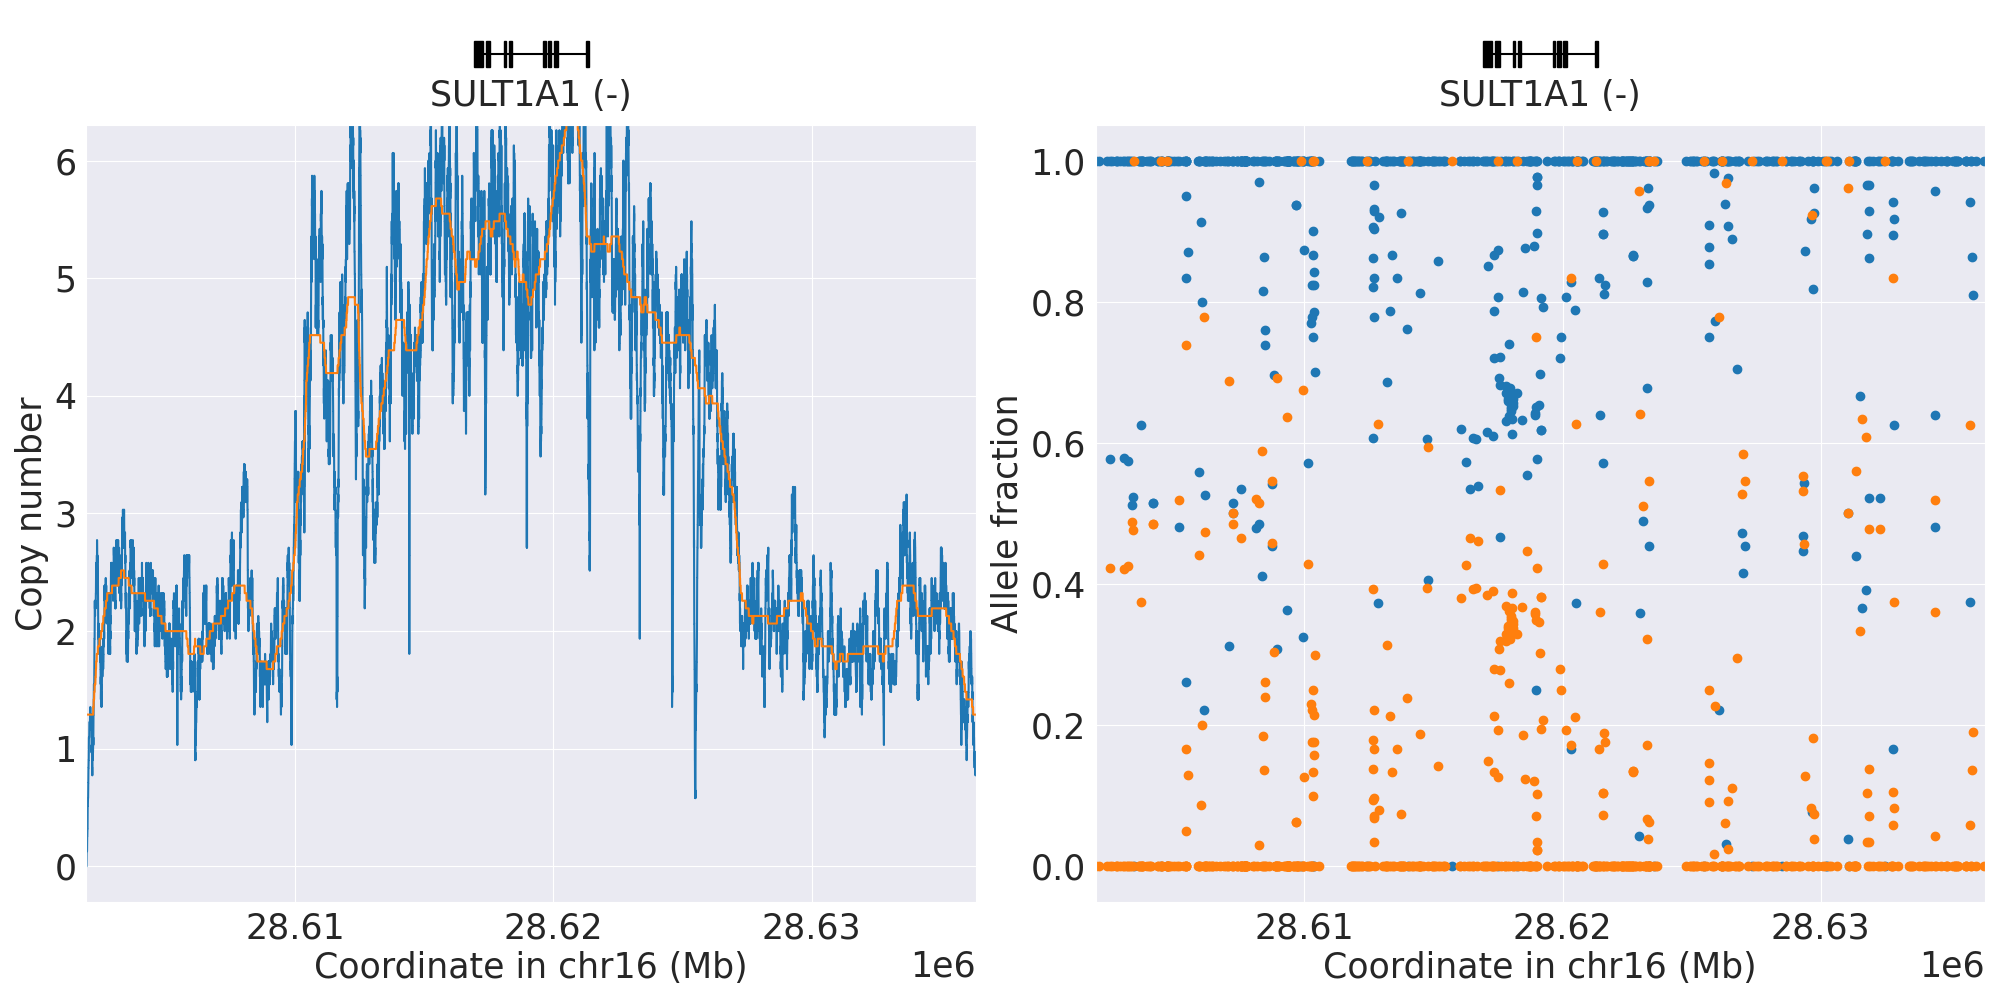 SULT1A1 (-)
Copy number
6
5
4
3
2
1
0
28.61
28.62
28.63
Coordinate in chr16 (Mb)
1e6
SULT1A1 (-)
Allele fraction
1.0
0.8
0.6
0.4
0.2
0.0
28.61
28.62
28.63
Coordinate in chr16 (Mb)
1e6